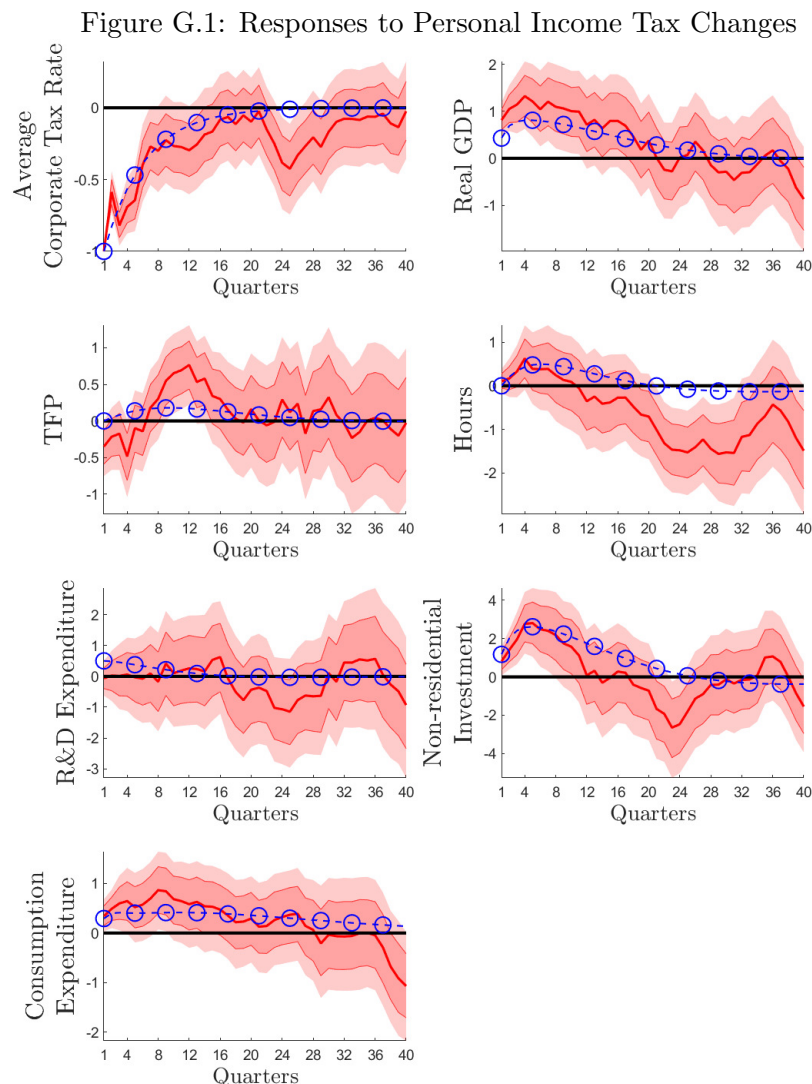 Figure G.1: Responses to Personal Income Tax Changes
Average
Corporate Tax Rate
0
-0.5
-1
1 4 8 12 16 20 24 28 32 36 40
Quarters
Real GDP
2
1
0
-1
1 4 8 12 16 20 24 28 32 36 40
Quarters
TFP
1
0.5
0
-0.5
-1
1 4 8 12 16 20 24 28 32 36 40
Quarters
Hours
1
0
-1
-2
1 4 8 12 16 20 24 28 32 36 40
Quarters
R&D Expenditure
2
1
0
-1
-2
-3
1 4 8 12 16 20 24 28 32 36 40
Quarters
Non-residential
Investment
4
2
0
-2
-4
1 4 8 12 16 20 24 28 32 36 40
Quarters
Consumption
Expenditure
1
0
-1
-2
1 4 8 12 16 20 24 28 32 36 40
Quarters